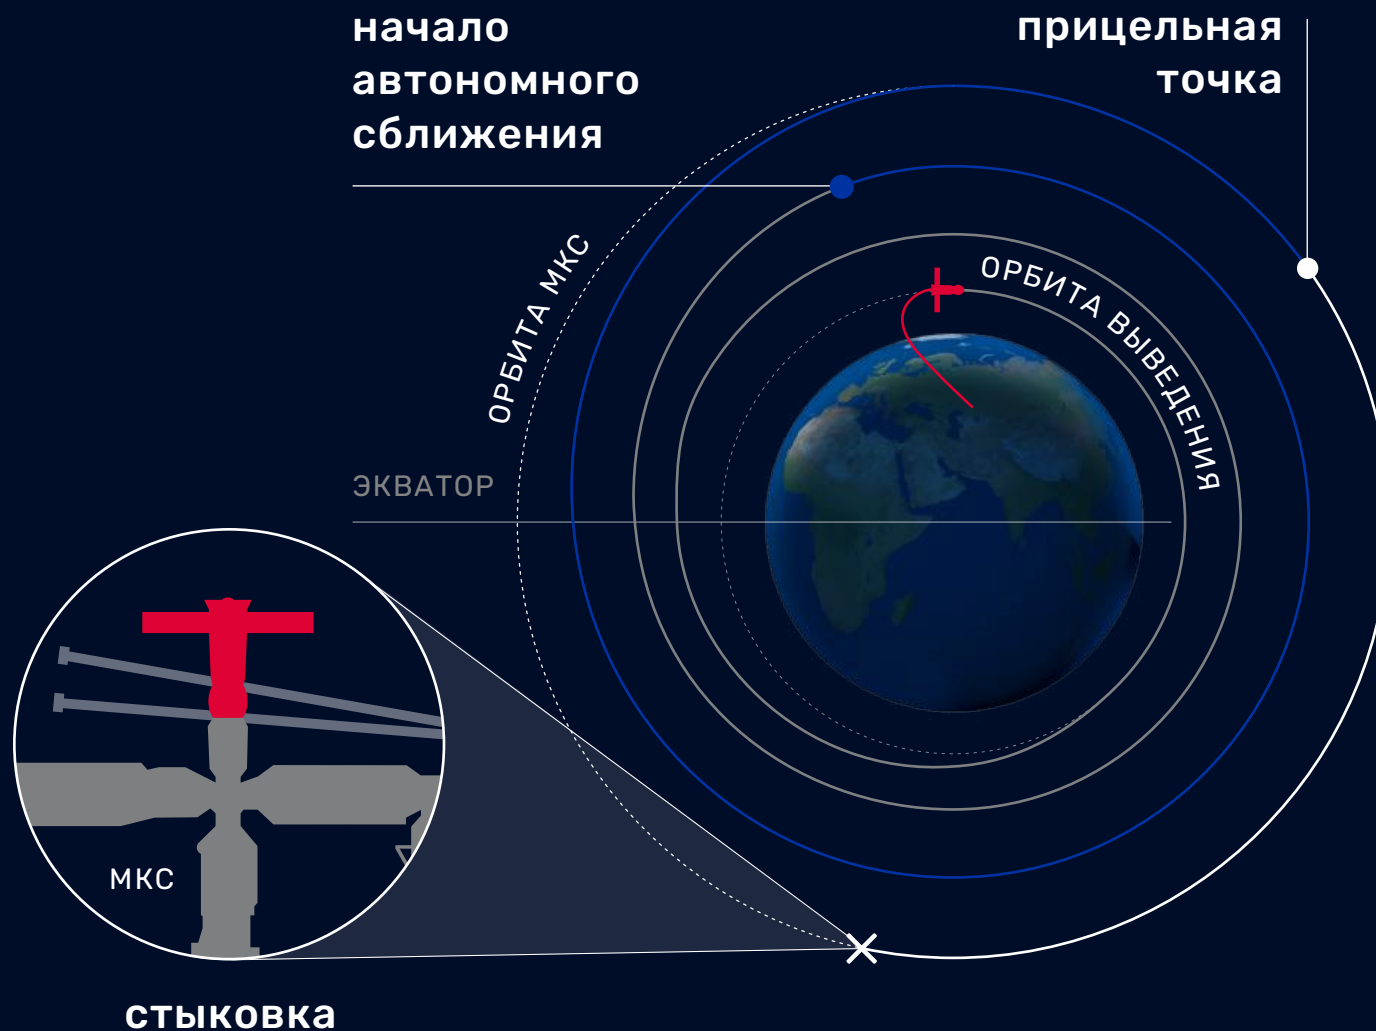 начало
автономного
сближения
прицельная
точка
ОРБИТА МКС
ОРБИТА ВЫВЕДЕНИЯ
ЭКВАТОР
МКС
стыковка